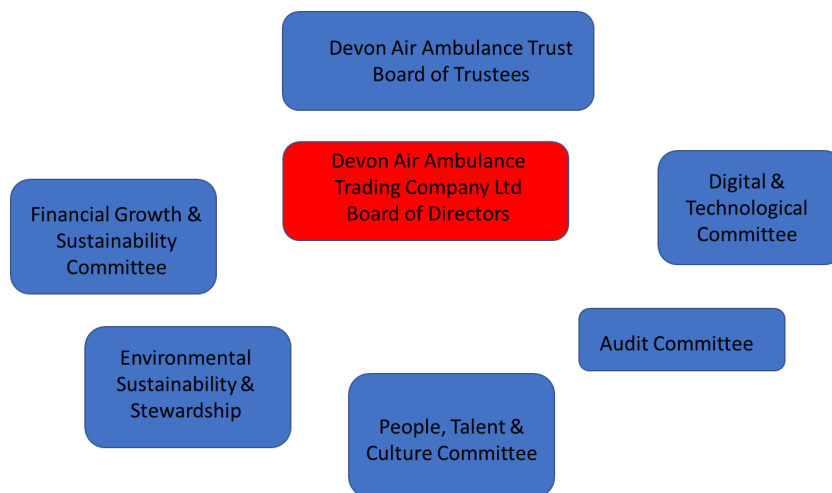 Devon Air Ambulance Trust
Board of Trustees
Devon Air Ambulance
Trading Company Ltd
Board of Directors
Digital &
Technological
Committee
Financial Growth &
Sustainability
Committee
Audit Committee
Environmental
Sustainability &
Stewardship
People, Talent &
Culture Committee